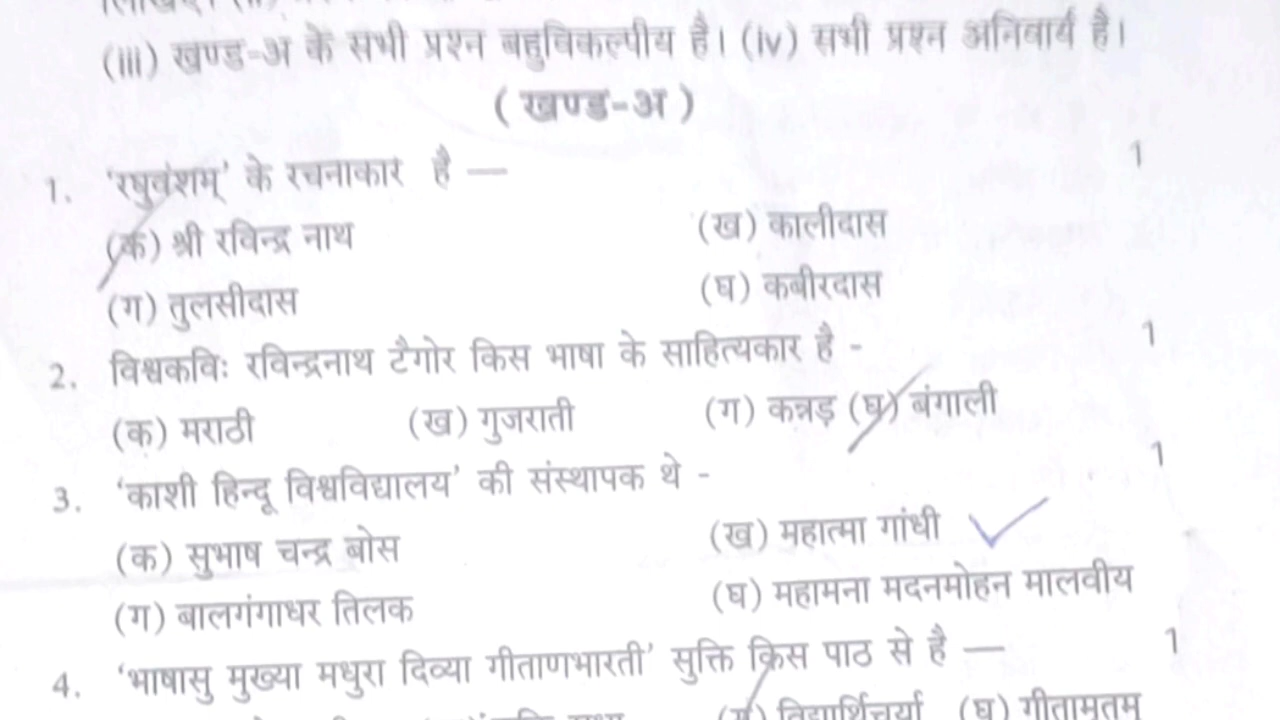 (iii) खण्ड-अ के सभी प्रश्न बहुविकल्पीय है। (iv) सभी प्रश्न अनिवार्य है।
( खण्ड-अ )
1. 'रघुवंशम्' के रचनाकार है — 1
(क) श्री रविन्द्र नाथ (ख) कालीदास
(ग) तुलसीदास (घ) कबीरदास
2. विश्वकविः रविन्द्रनाथ टैगोर किस भाषा के साहित्यकार है - 1
(क) मराठी (ख) गुजराती (ग) कन्नड़ (घ) बंगाली
3. 'काशी हिन्दू विश्वविद्यालय' की संस्थापक थे - 1
(क) सुभाष चन्द्र बोस (ख) महात्मा गांधी
(ग) बालगंगाधर तिलक (घ) महामना मदनमोहन मालवीय
4. 'भाषासु मुख्या मधुरा दिव्या गीताणभारती' सुक्ति किस पाठ से है — 1
(ग) विद्यार्थिचर्या (घ) गीतामृतम्